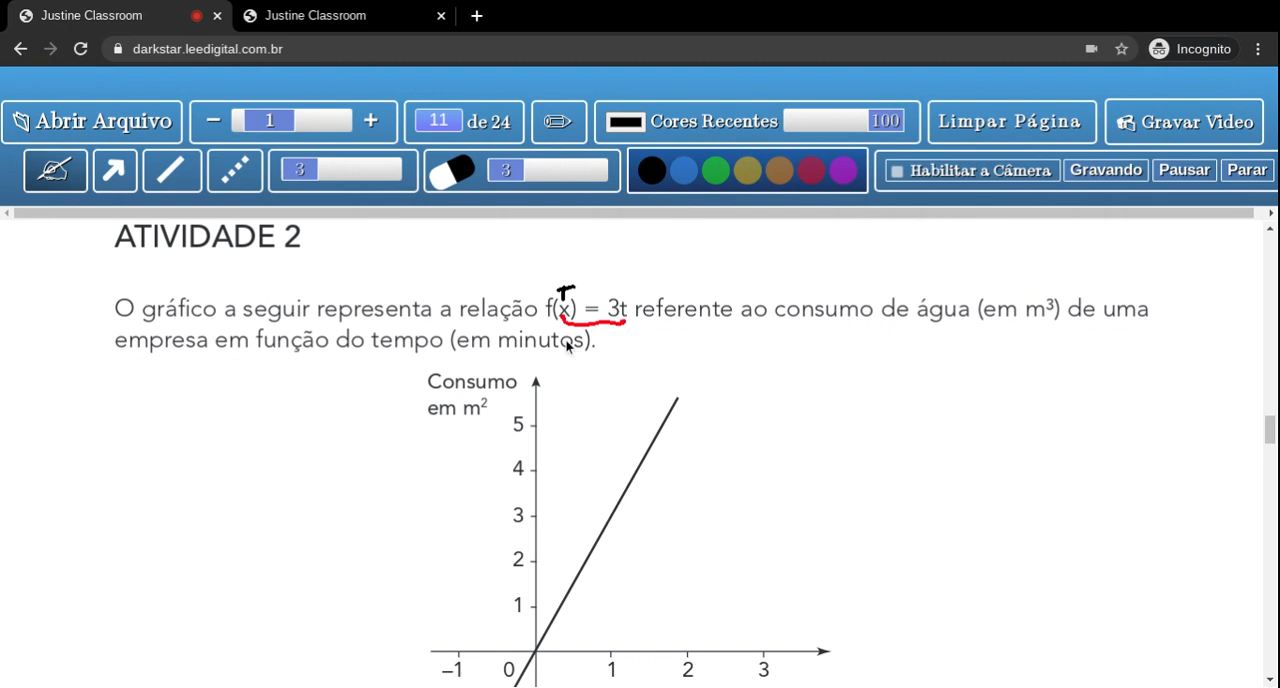 Justine Classroom
Justine Classroom
darkstar.leedigital.com.br
Incognito
Abrir Arquivo
− 1 +
11 de 24
Cores Recentes 100
Limpar Página
Gravar Video
3
3
Habilitar a Câmera
Gravando
Pausar
Parar
ATIVIDADE 2
T
O gráfico a seguir representa a relação f(x) = 3t referente ao consumo de água (em m³) de uma
empresa em função do tempo (em minutos).
Consumo
em m²
5
4
3
2
1
−1 0 1 2 3